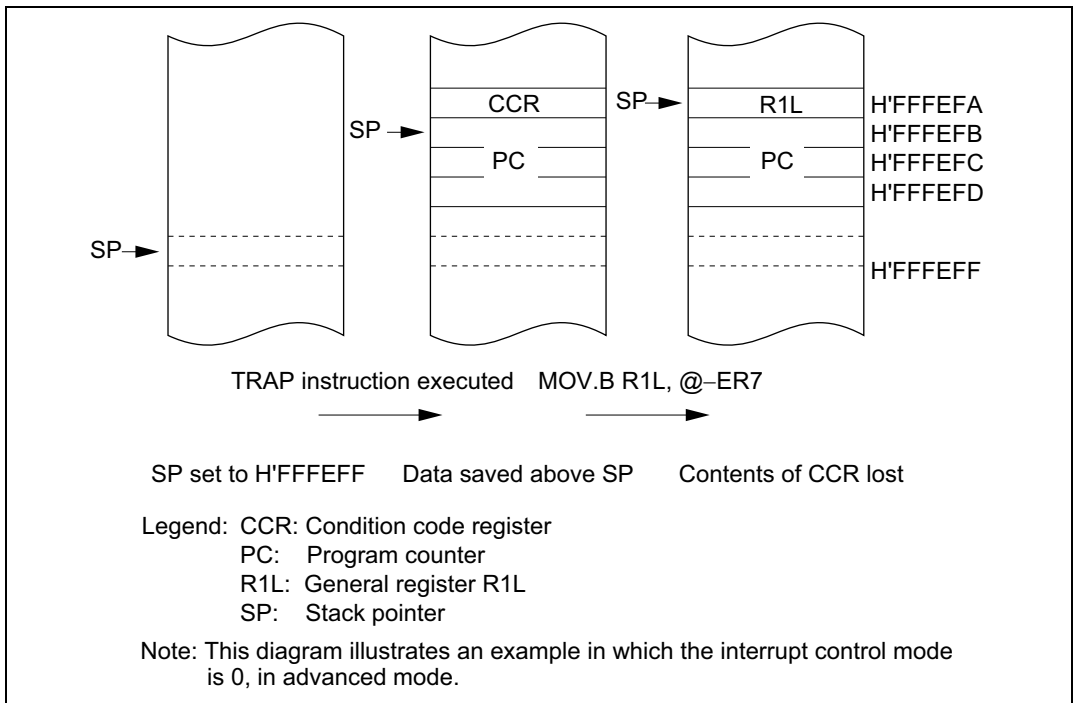 CCR
SP
R1L
H'FFFEFA
SP
H'FFFEFB
PC
PC
H'FFFEFC
H'FFFEFD
SP
H'FFFEFF
TRAP instruction executed
MOV.B R1L, @–ER7
SP set to H'FFFEFF
Data saved above SP
Contents of CCR lost
Legend: CCR: Condition code register
PC: Program counter
R1L: General register R1L
SP: Stack pointer
Note: This diagram illustrates an example in which the interrupt control mode
is 0, in advanced mode.